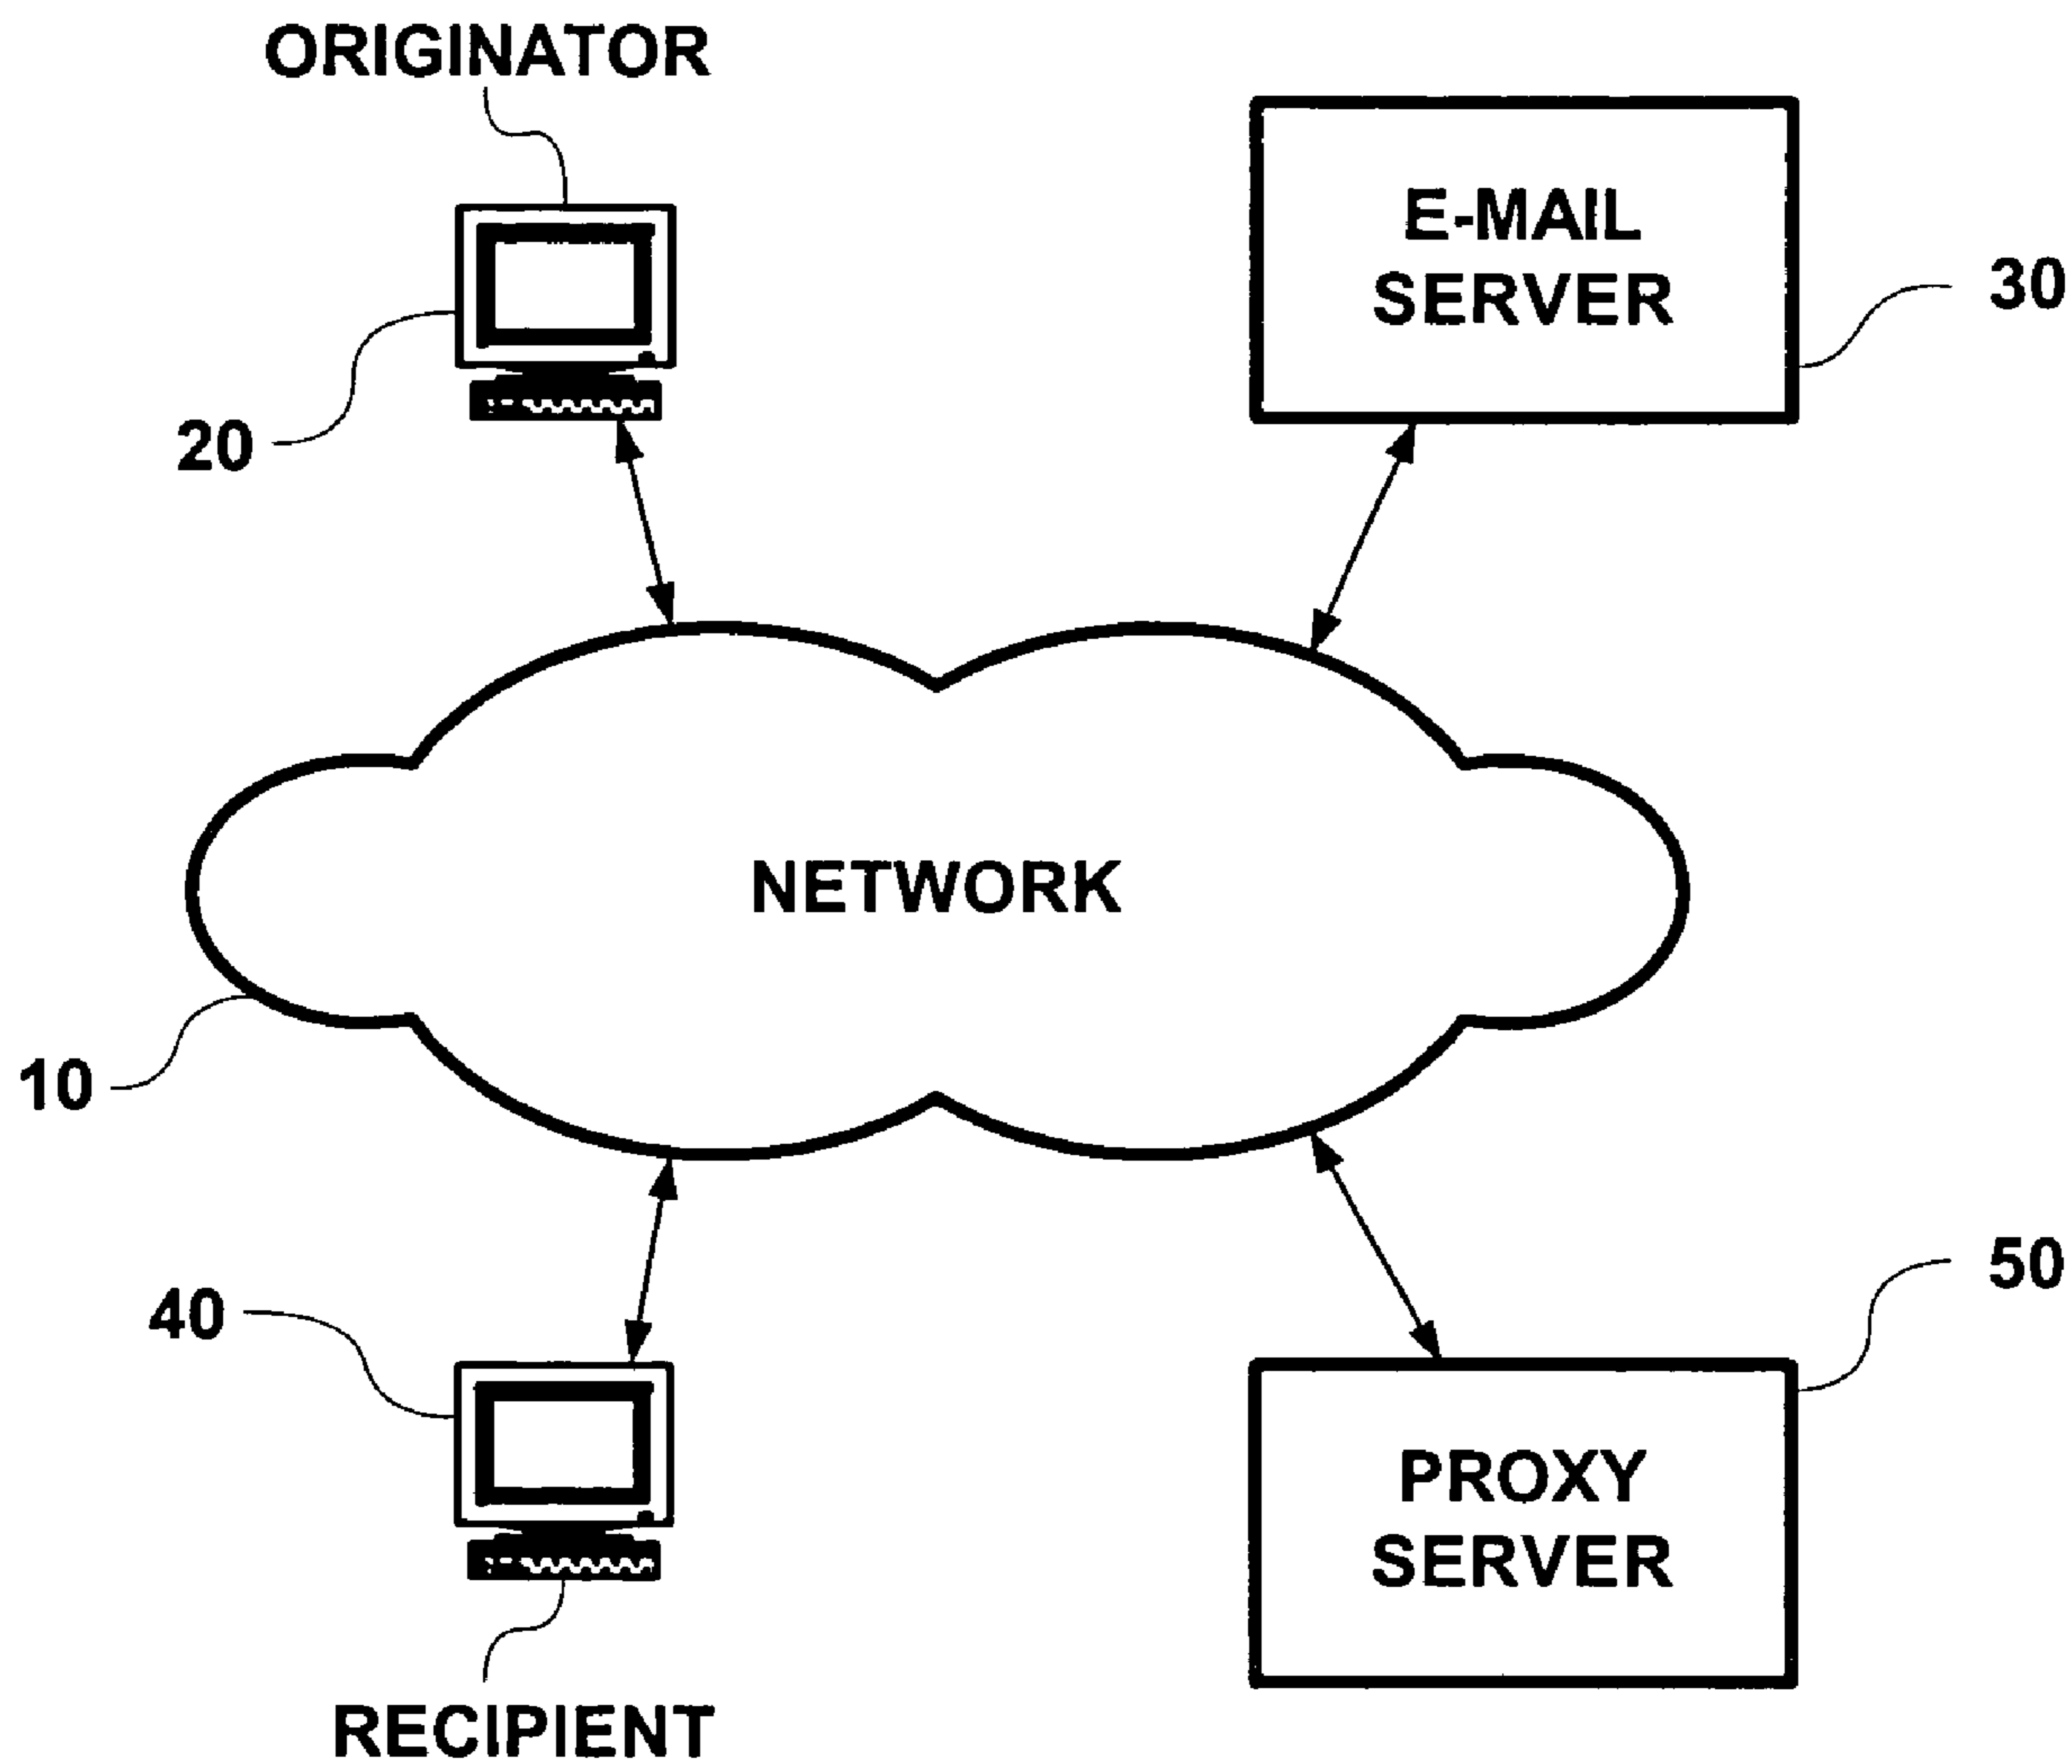 ORIGINATOR
E-MAIL
SERVER
30
20
NETWORK
10
50
40
PROXY
SERVER
RECIPIENT